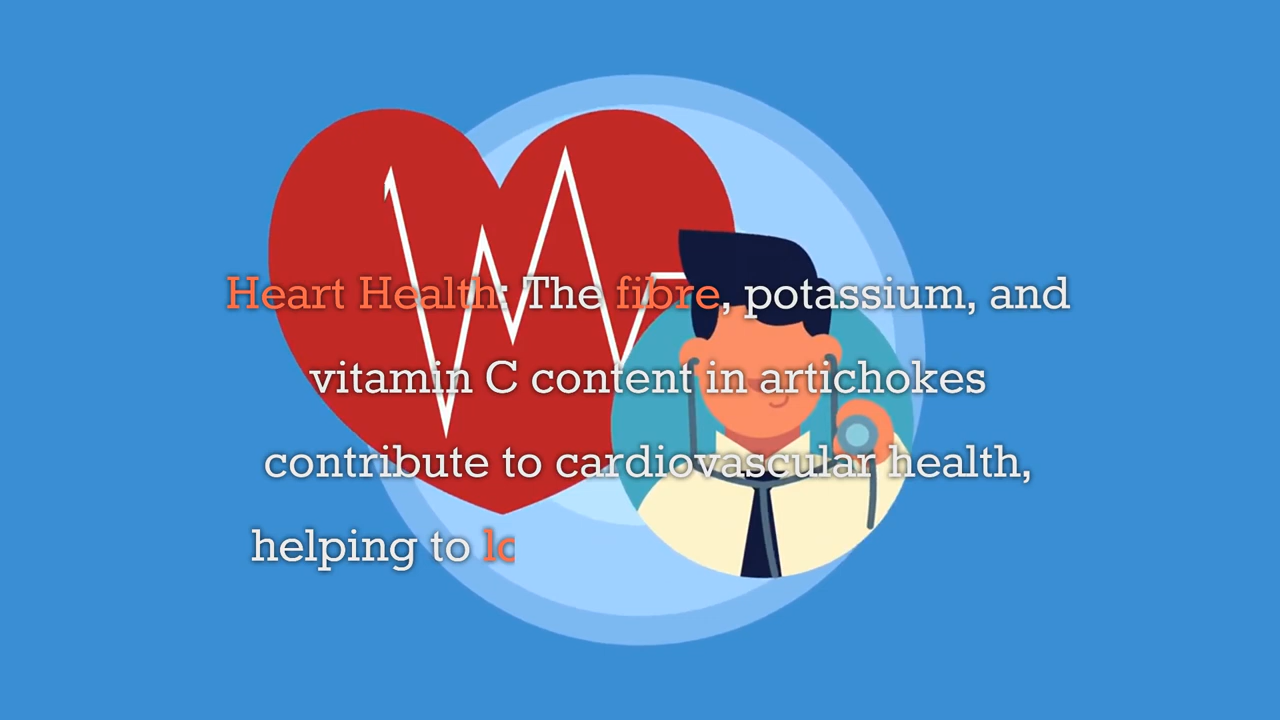 Heart Health: The fibre, potassium, and
vitamin C content in artichokes
contribute to cardiovascular health,
helping to